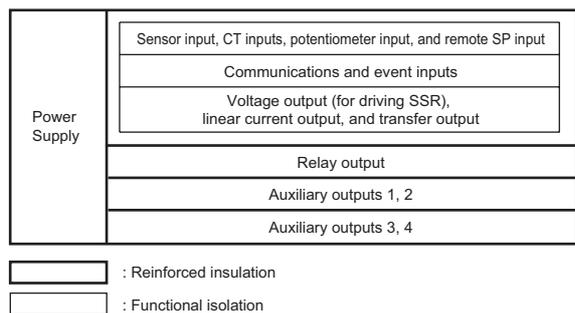 Power
Supply
Sensor input, CT inputs, potentiometer input, and remote SP input
Communications and event inputs
Voltage output (for driving SSR),
linear current output, and transfer output
Relay output
Auxiliary outputs 1, 2
Auxiliary outputs 3, 4
: Reinforced insulation
: Functional isolation